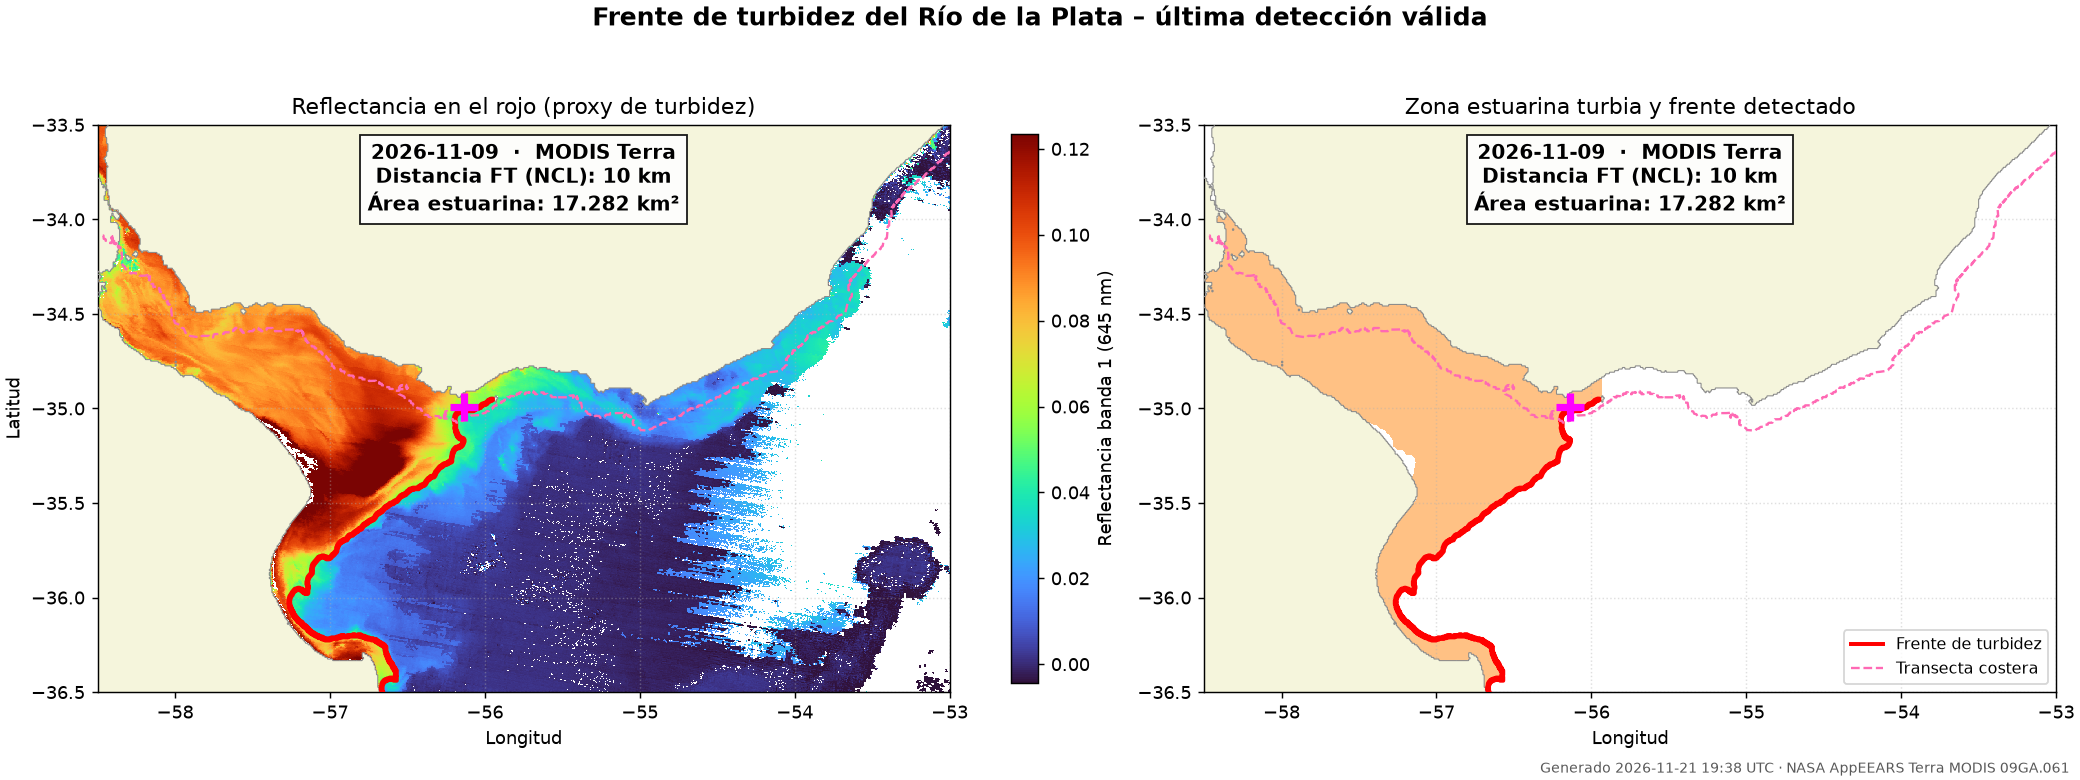 Frente de turbidez del Río de la Plata – última detección válida
Reflectancia en el rojo (proxy de turbidez)
2026-11-09 · MODIS Terra
Distancia FT (NCL): 10 km
Área estuarina: 17.282 km²
−33.5
−34.0
−34.5
−35.0
−35.5
−36.0
−36.5
Latitud
−58
−57
−56
−55
−54
−53
Longitud
0.12
0.10
0.08
0.06
0.04
0.02
0.00
Reflectancia banda 1 (645 nm)
Zona estuarina turbia y frente detectado
2026-11-09 · MODIS Terra
Distancia FT (NCL): 10 km
Área estuarina: 17.282 km²
−33.5
−34.0
−34.5
−35.0
−35.5
−36.0
−36.5
Frente de turbidez
Transecta costera
−58
−57
−56
−55
−54
−53
Longitud
Generado 2026-11-21 19:38 UTC · NASA AppEEARS Terra MODIS 09GA.061